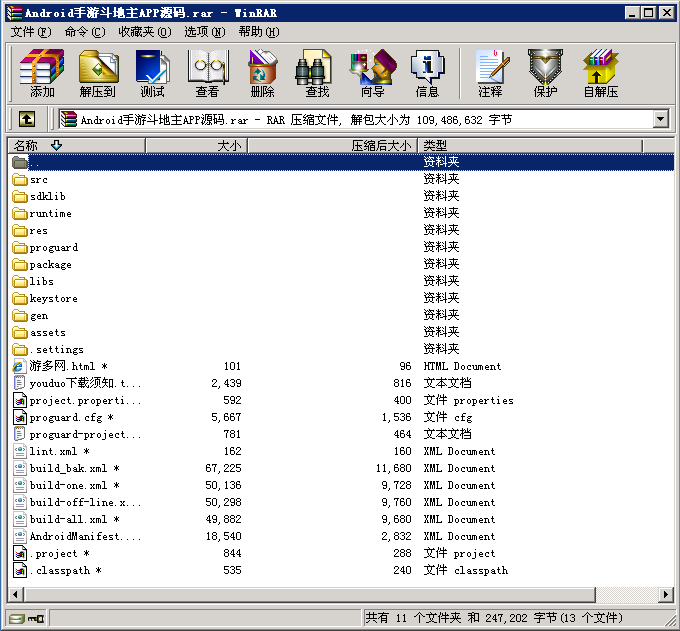 Android手游斗地主APP源码.rar - WinRAR
文件(F) 命令(C) 收藏夹(O) 选项(N) 帮助(H)
添加 解压到 测试 查看 删除 查找 向导 信息 注释 保护 自解压
Android手游斗地主APP源码.rar - RAR 压缩文件, 解包大小为 109,486,632 字节
名称 大小 压缩后大小 类型
.. 资料夹
src 资料夹
sdklib 资料夹
runtime 资料夹
res 资料夹
proguard 资料夹
package 资料夹
libs 资料夹
keystore 资料夹
gen 资料夹
assets 资料夹
.settings 资料夹
游多网.html * 101 96 HTML Document
youduo下载须知.t... 2,439 816 文本文档
project.properti... 592 400 文件 properties
proguard.cfg * 5,667 1,536 文件 cfg
proguard-project... 781 464 文本文档
lint.xml * 162 160 XML Document
build_bak.xml * 67,225 11,680 XML Document
build-one.xml * 50,136 9,728 XML Document
build-off-line.x... 50,298 9,760 XML Document
build-all.xml * 49,882 9,680 XML Document
AndroidManifest.... 18,540 2,832 XML Document
.project * 844 288 文件 project
.classpath * 535 240 文件 classpath
共有 11 个文件夹 和 247,202 字节(13 个文件)